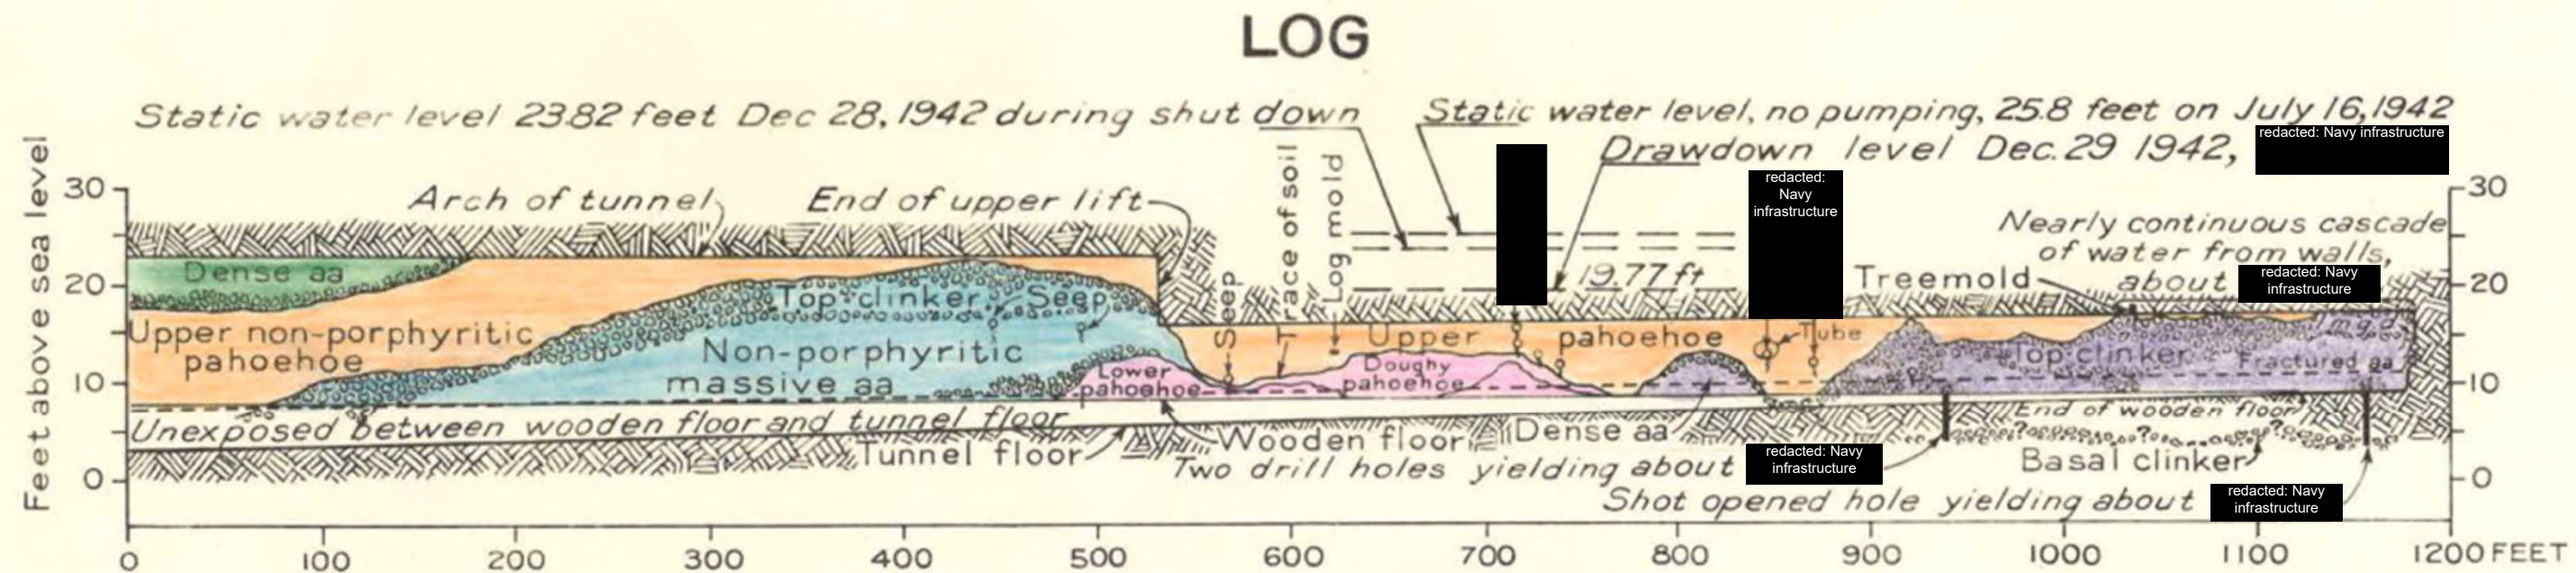 LOG
Static water level 23.82 feet Dec 28, 1942 during shut down
Static water level, no pumping, 25.8 feet on July 16, 1942
redacted: Navy infrastructure
Drawdown level Dec. 29 1942,
redacted:
Navy
infrastructure
Feet above sea level
30
20
10
0
Arch of tunnel
End of upper lift
Seep
Trace of soil
Log mold
19.77 ft
Nearly continuous cascade
of water from walls,
about
redacted: Navy
infrastructure
Treemold
30
20
10
0
Dense aa
Upper non-porphyritic
pahoehoe
Top clinker
Seep
Non-porphyritic
massive aa
Lower
pahoehoe
Upper pahoehoe
Doughy
pahoehoe
Tube
Top clinker
m.g.d.
Fractured aa
Unexposed between wooden floor and tunnel floor
Tunnel floor
Wooden floor
Dense aa
End of wooden floor
? ? ?
Basal clinker
Two drill holes yielding about
redacted: Navy
infrastructure
Shot opened hole yielding about
redacted: Navy
infrastructure
0 100 200 300 400 500 600 700 800 900 1000 1100 1200 FEET